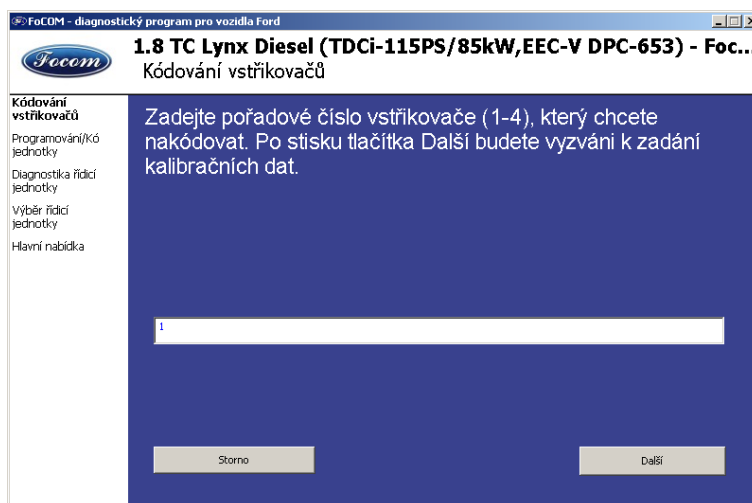 FoCOM - diagnostický program pro vozidla Ford
Focom
1.8 TC Lynx Diesel (TDCi-115PS/85kW,EEC-V DPC-653) - Foc...
Kódování vstřikovačů
Kódování
vstřikovačů
Programování/Kó
jednotky
Diagnostika řídicí
jednotky
Výběr řídicí
jednotky
Hlavní nabídka
Zadejte pořadové číslo vstřikovače (1-4), který chcete
nakódovat. Po stisku tlačítka Další budete vyzváni k zadání
kalibračních dat.
1
Storno
Další